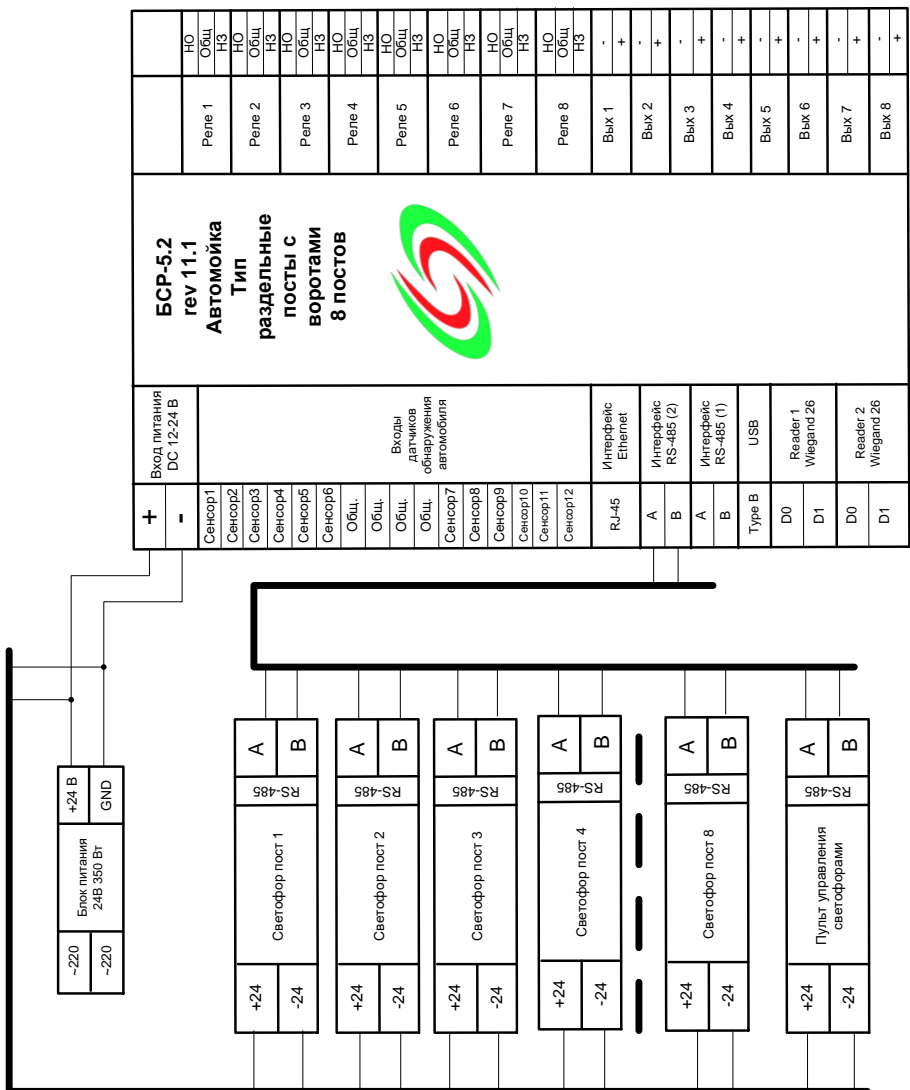 НО
Общ
НЗ
НО
Общ
НЗ
НО
Общ
НЗ
НО
Общ
НЗ
НО
Общ
НЗ
НО
Общ
НЗ
НО
Общ
НЗ
НО
Общ
НЗ
-
+
-
+
-
+
-
+
-
+
-
+
-
+
-
+
Реле 1
Реле 2
Реле 3
Реле 4
Реле 5
Реле 6
Реле 7
Реле 8
Вых 1
Вых 2
Вых 3
Вых 4
Вых 5
Вых 6
Вых 7
Вых 8
БСР-5.2
rev 11.1
Автомойка
Тип
раздельные
посты с
воротами
8 постов
Вход питания
DC 12-24 В
Входы
датчиков
обнаружения
автомобиля
Интерфейс
Ethernet
Интерфейс
RS-485 (2)
Интерфейс
RS-485 (1)
USB
Reader 1
Wiegand 26
Reader 2
Wiegand 26
+
-
Сенсор1
Сенсор2
Сенсор3
Сенсор4
Сенсор5
Сенсор6
Общ.
Общ.
Общ.
Общ.
Сенсор7
Сенсор8
Сенсор9
Сенсор10
Сенсор11
Сенсор12
RJ-45
A
B
A
B
Type B
D0
D1
D0
D1
+24 В
GND
Блок питания
24В 350 Вт
~220
~220
A
B
RS-485
Светофор пост 1
+24
-24
A
B
RS-485
Светофор пост 2
+24
-24
A
B
RS-485
Светофор пост 3
+24
-24
A
B
RS-485
Светофор пост 4
+24
-24
A
B
RS-485
Светофор пост 8
+24
-24
A
B
RS-485
Пульт управления
светофорами
+24
-24